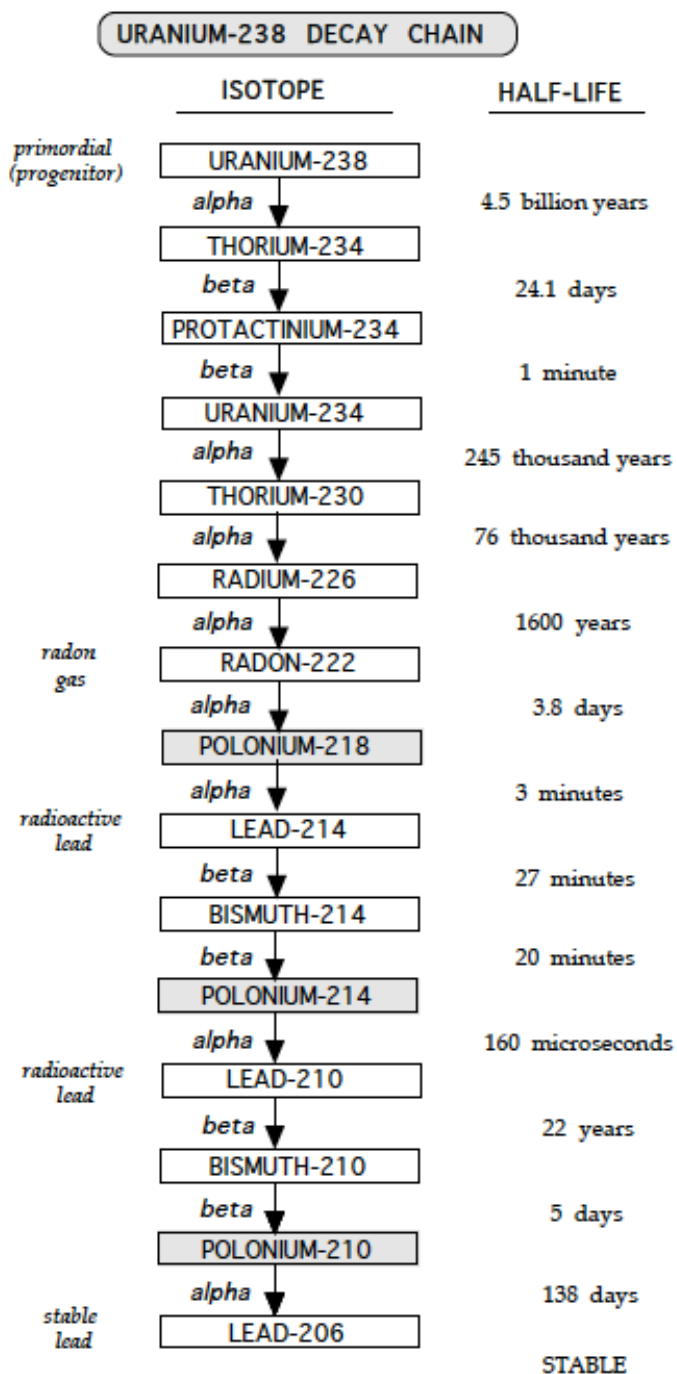 URANIUM-238 DECAY CHAIN
ISOTOPE HALF-LIFE
primordial
(progenitor)
URANIUM-238
alpha 4.5 billion years
THORIUM-234
beta 24.1 days
PROTACTINIUM-234
beta 1 minute
URANIUM-234
alpha 245 thousand years
THORIUM-230
alpha 76 thousand years
RADIUM-226
alpha 1600 years
radon
gas
RADON-222
alpha 3.8 days
POLONIUM-218
alpha 3 minutes
radioactive
lead
LEAD-214
beta 27 minutes
BISMUTH-214
beta 20 minutes
POLONIUM-214
alpha 160 microseconds
radioactive
lead
LEAD-210
beta 22 years
BISMUTH-210
beta 5 days
POLONIUM-210
alpha 138 days
stable
lead
LEAD-206
STABLE